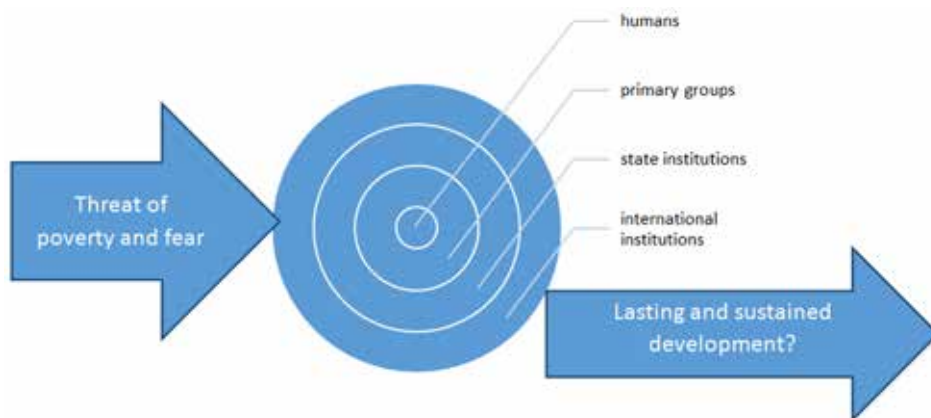 humans
primary groups
state institutions
international
institutions
Threat of
poverty and fear
Lasting and sustained
development?